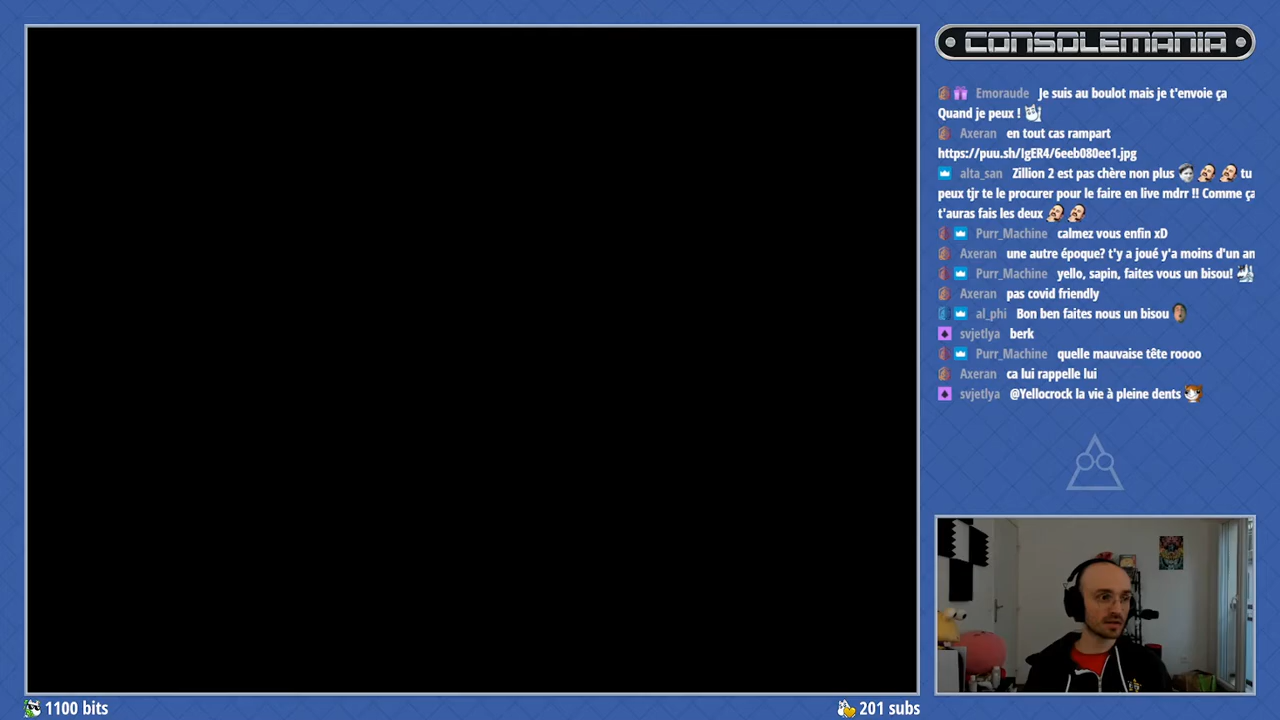 CONSOLEMANIA
Emoraude Je suis au boulot mais je t'envoie ça
Quand je peux !
Axeran en tout cas rampart
https://puu.sh/IgER4/6eeb080ee1.jpg
alta_san Zillion 2 est pas chère non plus tu
peux tjr te le procurer pour le faire en live mdrr !! Comme ça
t'auras fais les deux
Purr_Machine calmez vous enfin xD
Axeran une autre époque? t'y a joué y'a moins d'un an
Purr_Machine yello, sapin, faites vous un bisou!
Axeran pas covid friendly
al_phi Bon ben faites nous un bisou
svjetlya berk
Purr_Machine quelle mauvaise tête roooo
Axeran ca lui rappelle lui
svjetlya @Yellocrock la vie à pleine dents
1100 bits
201 subs